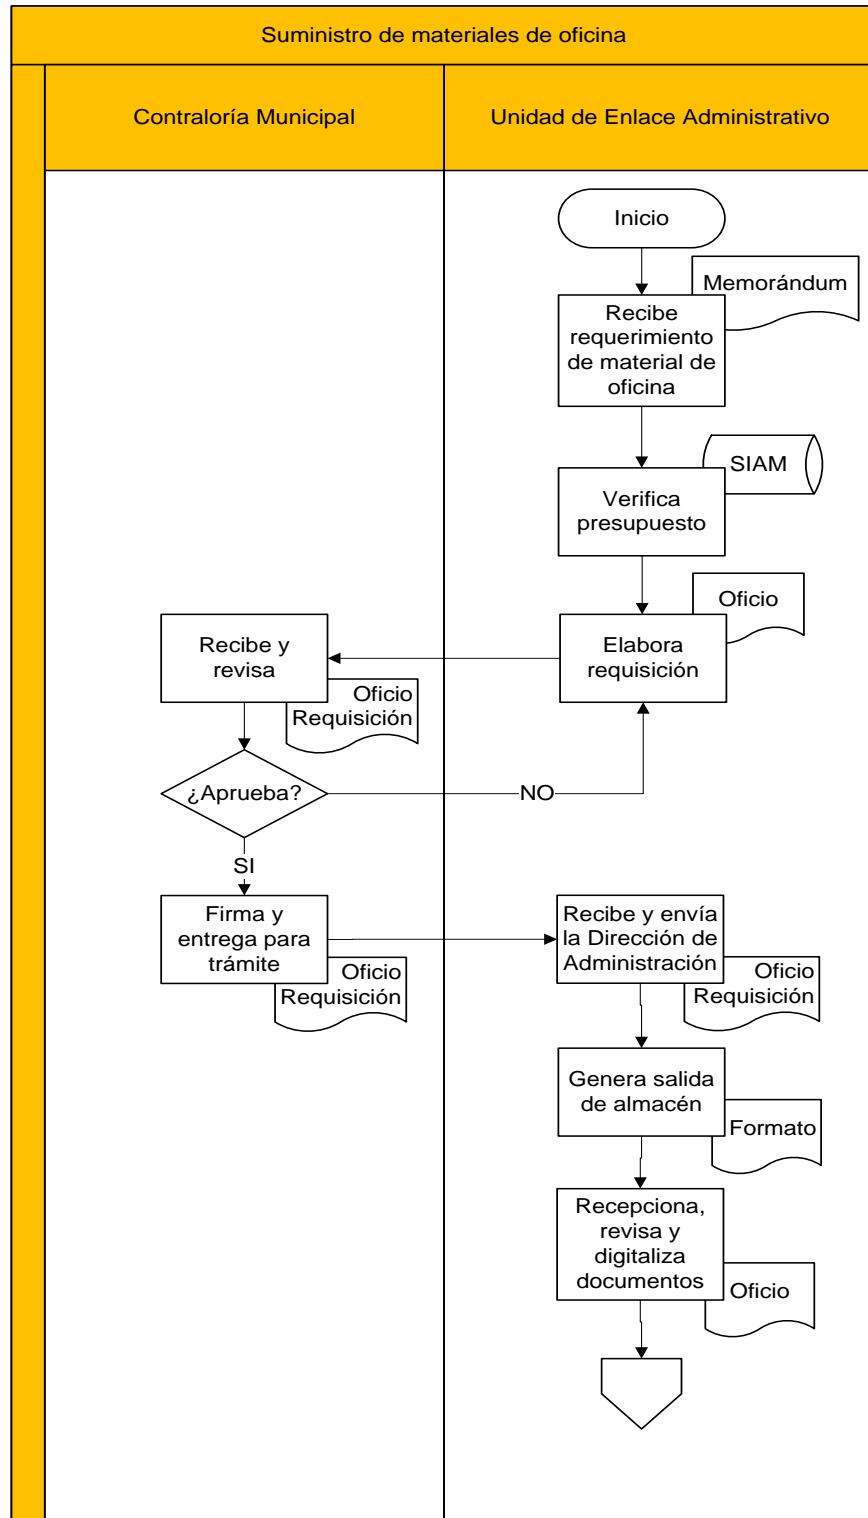 Suministro de materiales de oficina
Contraloría Municipal
Unidad de Enlace Administrativo
Inicio
Memorándum
Recibe
requerimiento
de material de
oficina
SIAM
Verifica
presupuesto
Oficio
Elabora
requisición
Recibe y
revisa
Oficio
Requisición
¿Aprueba?
NO
SI
Firma y
entrega para
trámite
Oficio
Requisición
Recibe y envía
la Dirección de
Administración
Oficio
Requisición
Genera salida
de almacén
Formato
Recepciona,
revisa y
digitaliza
documentos
Oficio